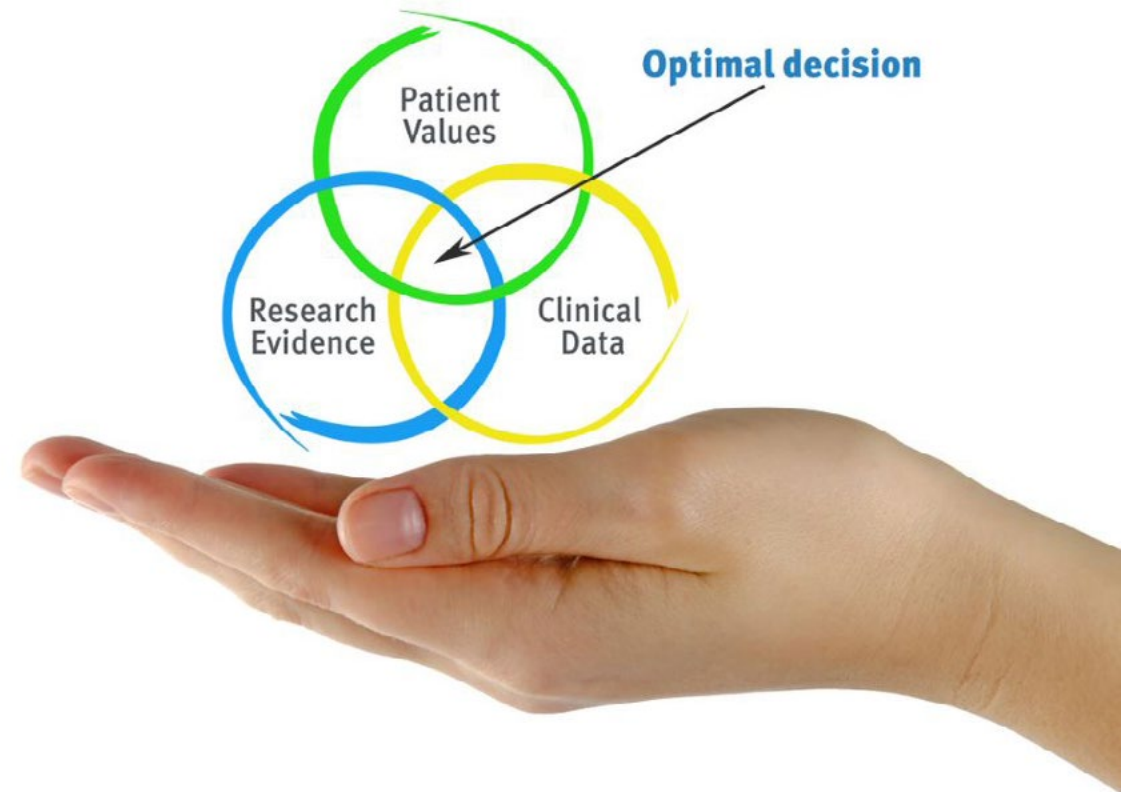 Optimal decision
Patient
Values
Research
Evidence
Clinical
Data